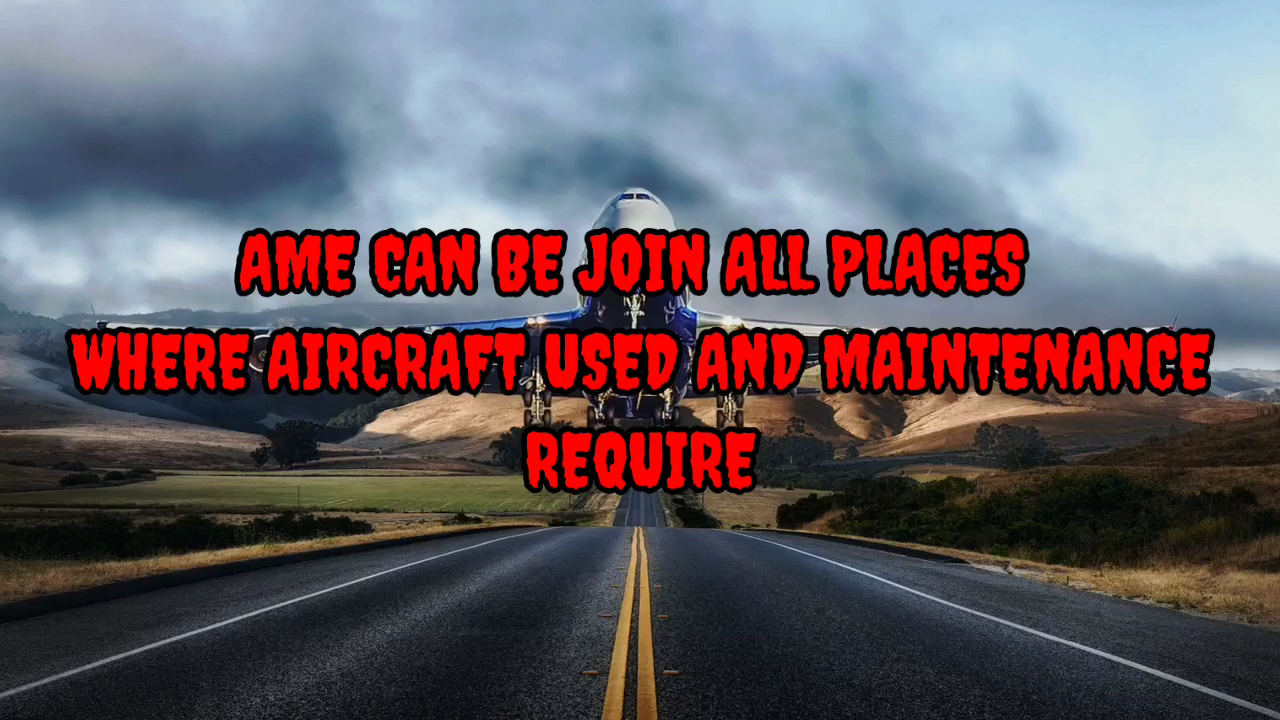 AME CAN BE JOIN ALL PLACES
WHERE AIRCRAFT USED AND MAINTENANCE
REQUIRE